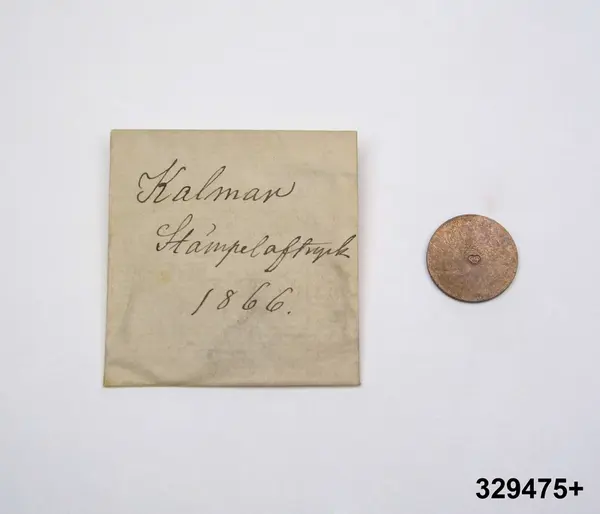 Kalmar
Stämpelaftryck
1866.
329475+